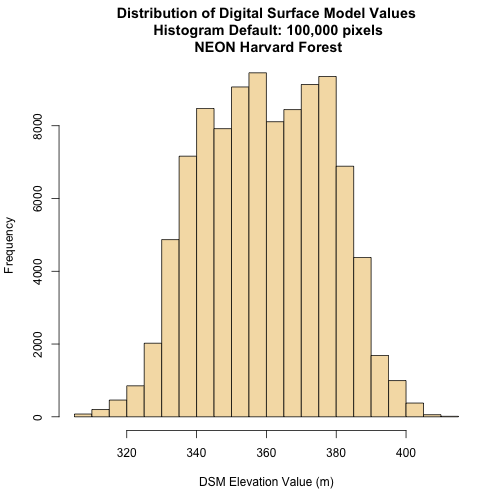 Distribution of Digital Surface Model Values
Histogram Default: 100,000 pixels
NEON Harvard Forest
Frequency
8000
6000
4000
2000
0
320 340 360 380 400
DSM Elevation Value (m)